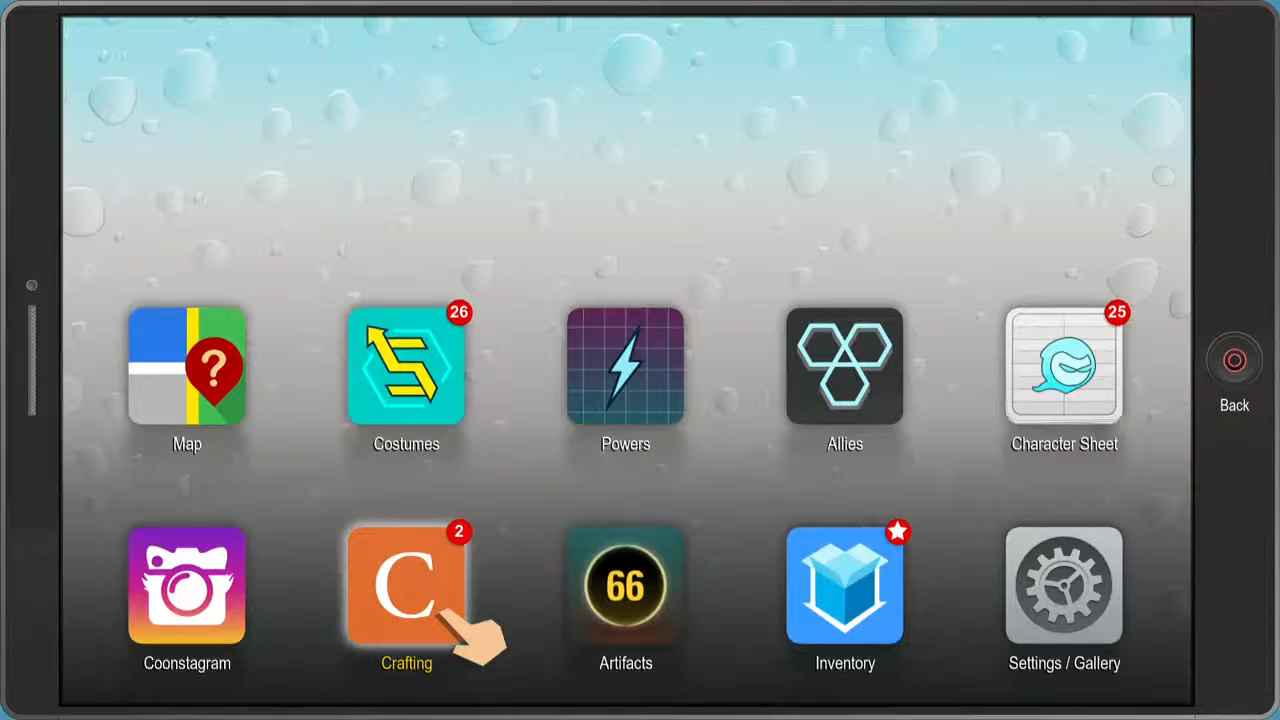 26
25
?
Map
Costumes
Powers
Allies
Character Sheet
Back
2
C
66
Coonstagram
Crafting
Artifacts
Inventory
Settings / Gallery